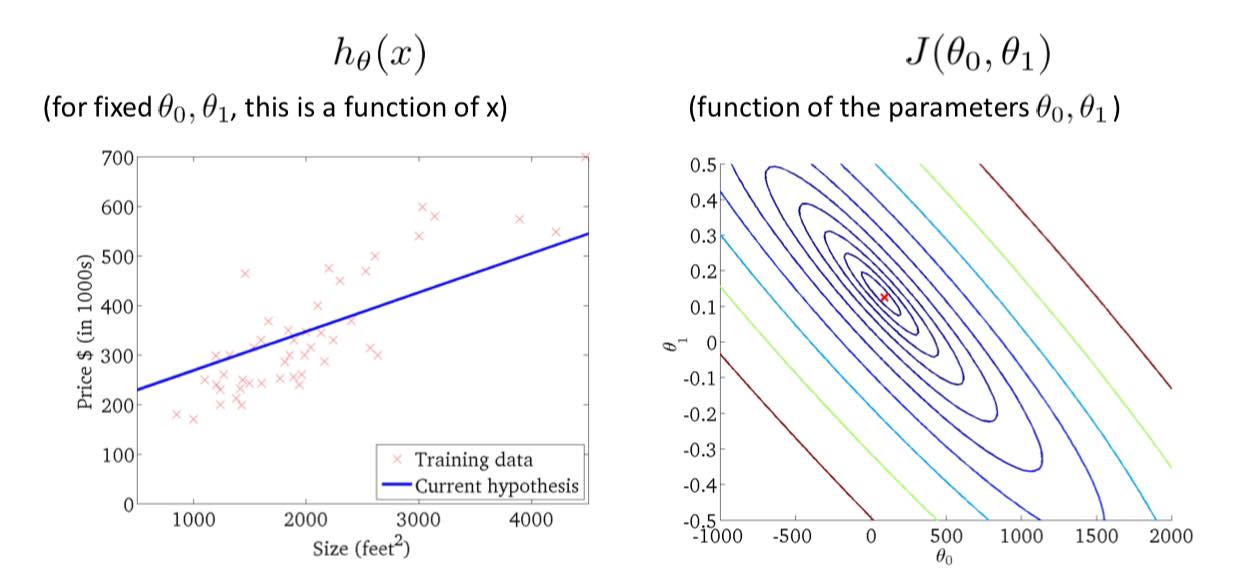 hθ(x)
(for fixed θ0, θ1, this is a function of x)
700
600
500
400
300
200
100
0
Price $ (in 1000s)
1000 2000 3000 4000
Size (feet²)
Training data
Current hypothesis
J(θ0, θ1)
(function of the parameters θ0, θ1)
0.5
0.4
0.3
0.2
0.1
0
-0.1
-0.2
-0.3
-0.4
-0.5
θ1
-1000 -500 0 500 1000 1500 2000
θ0